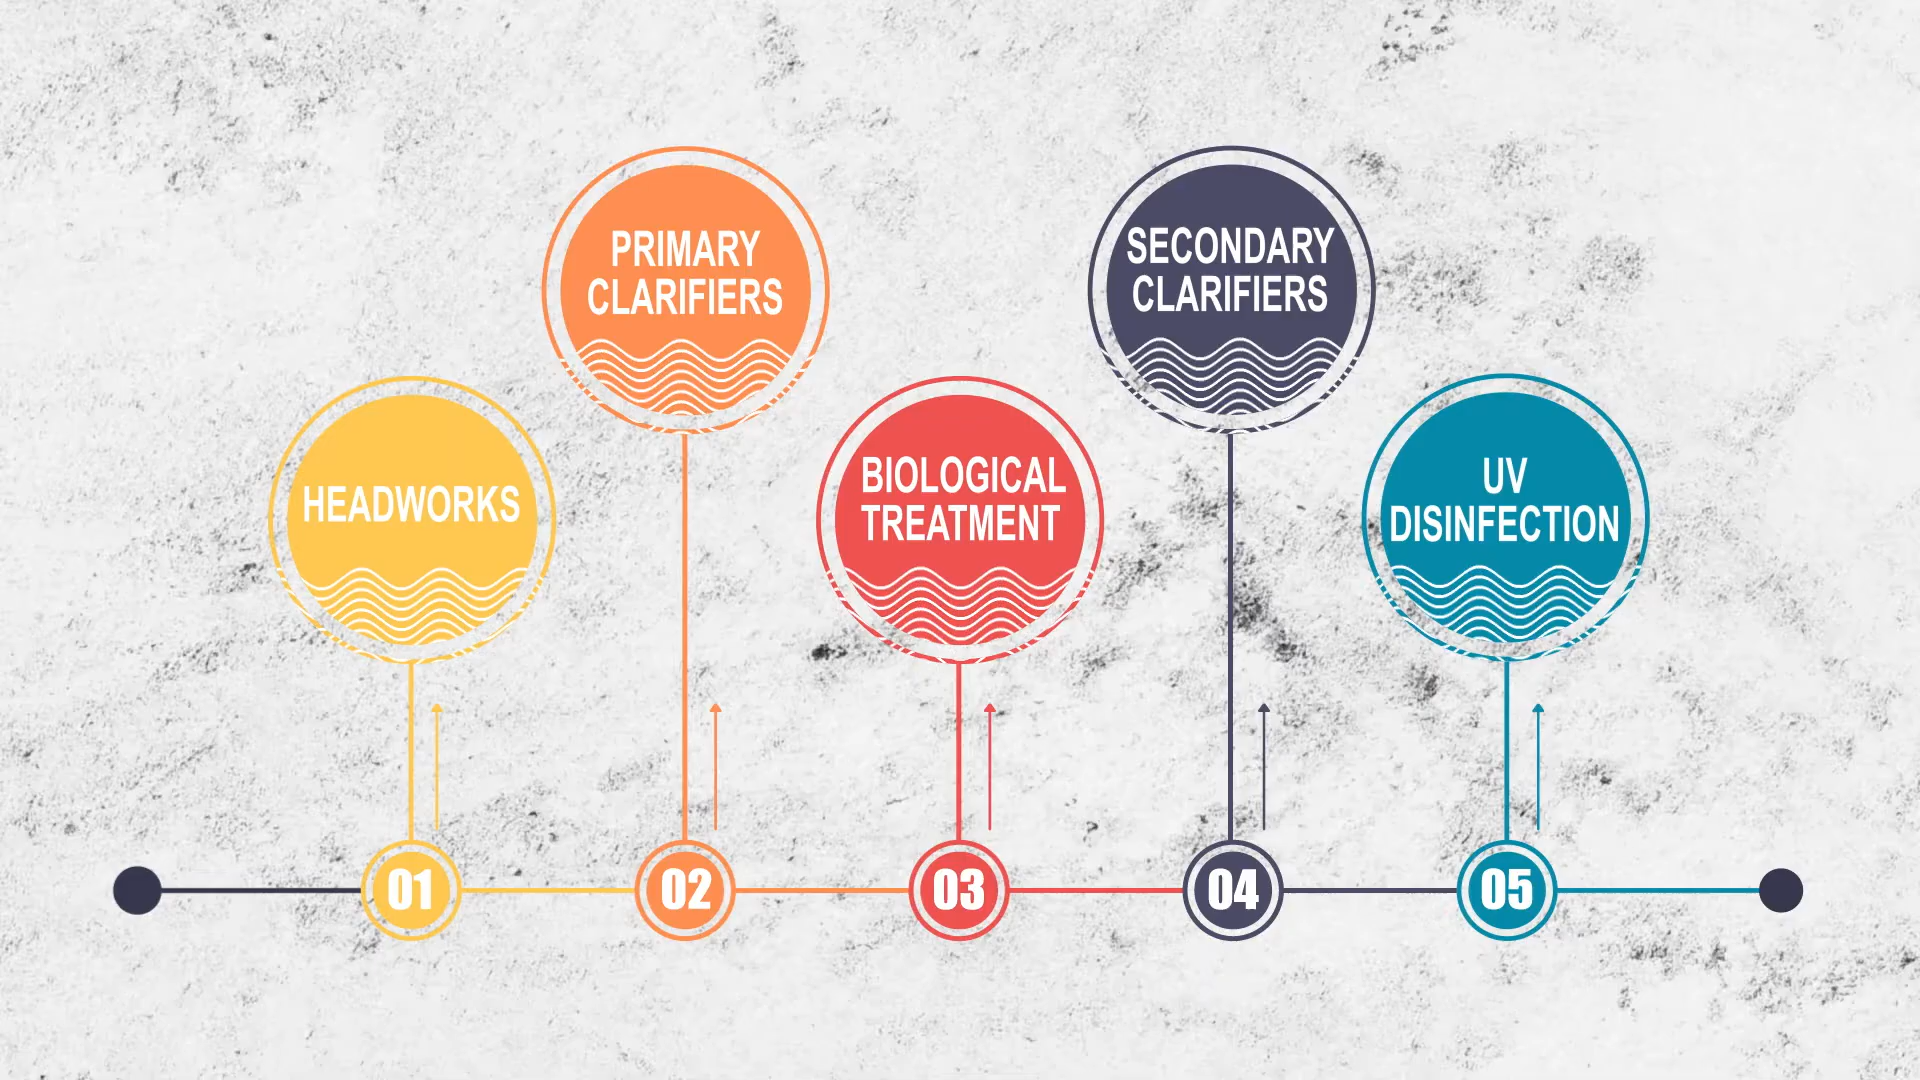 HEADWORKS
01
PRIMARY
CLARIFIERS
02
BIOLOGICAL
TREATMENT
03
SECONDARY
CLARIFIERS
04
UV
DISINFECTION
05